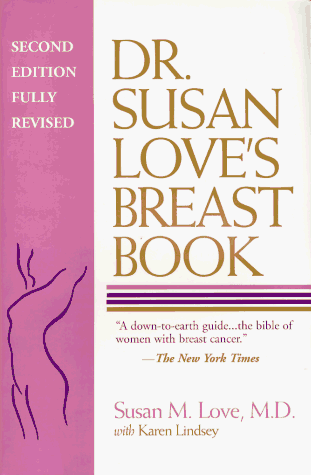 SECOND
EDITION
FULLY
REVISED
DR.
SUSAN
LOVE'S
BREAST
BOOK
"A down-to-earth guide...the bible of
women with breast cancer."
—The New York Times
Susan M. Love, M.D.
with Karen Lindsey